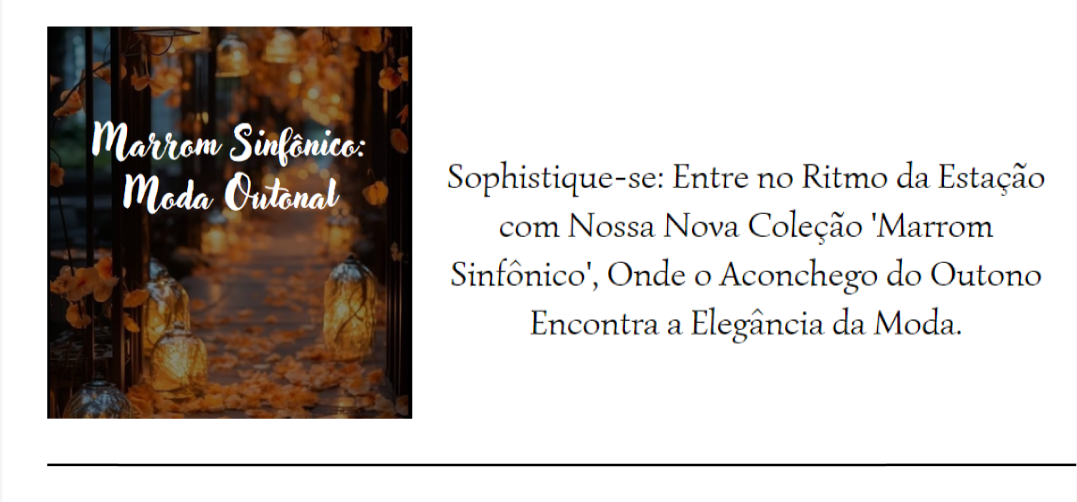 Marrom Sinfônico:
Moda Outonal
Sophistique-se: Entre no Ritmo da Estação
com Nossa Nova Coleção 'Marrom
Sinfônico', Onde o Aconchego do Outono
Encontra a Elegância da Moda.